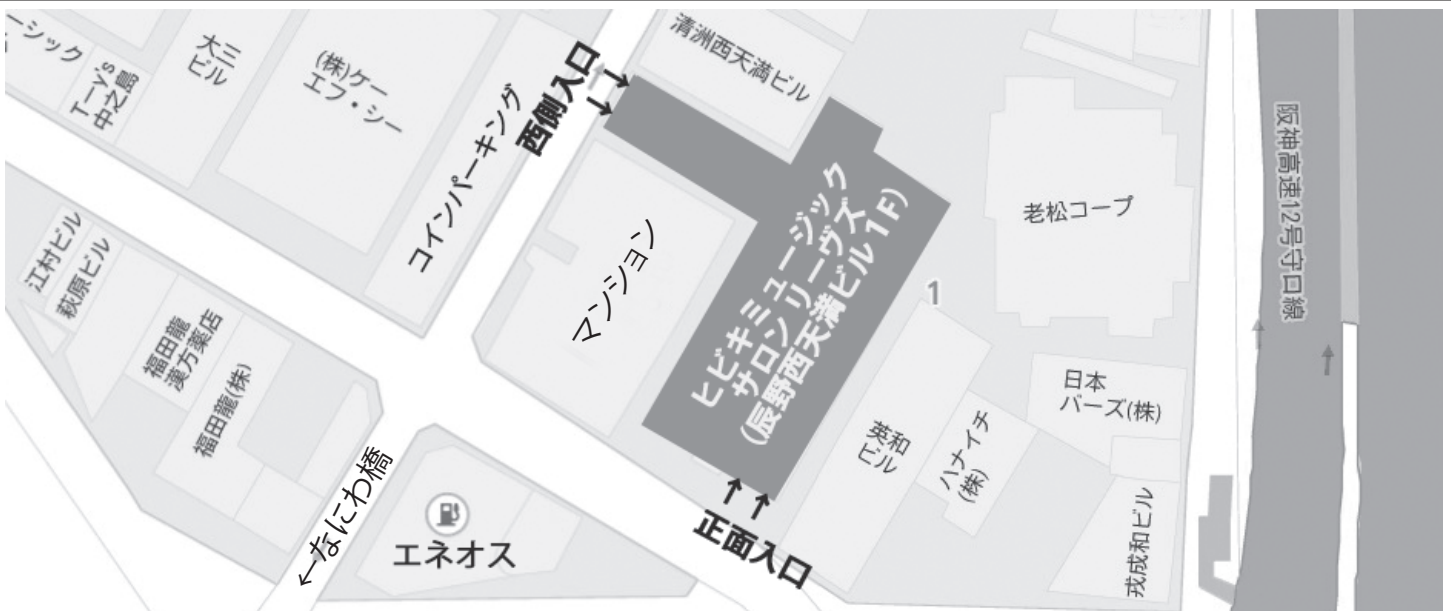 ーシック
T－v's
中之島
大三
ビル
(株)ケー
エフ・シー
コインパーキング
西側入口
清洲西天満ビル
マンション
ヒビキミュージック
サロン リーヴズ
(辰野西天満ビル1F)
1
老松コープ
阪神高速12号守口線
江村ビル
萩原ビル
福田龍
漢方薬店
福田龍(株)
←なにわ橋
エネオス
正面入口
英和
ビル
ハナイチ
(株)
日本
バーズ(株)
戎成和ビル